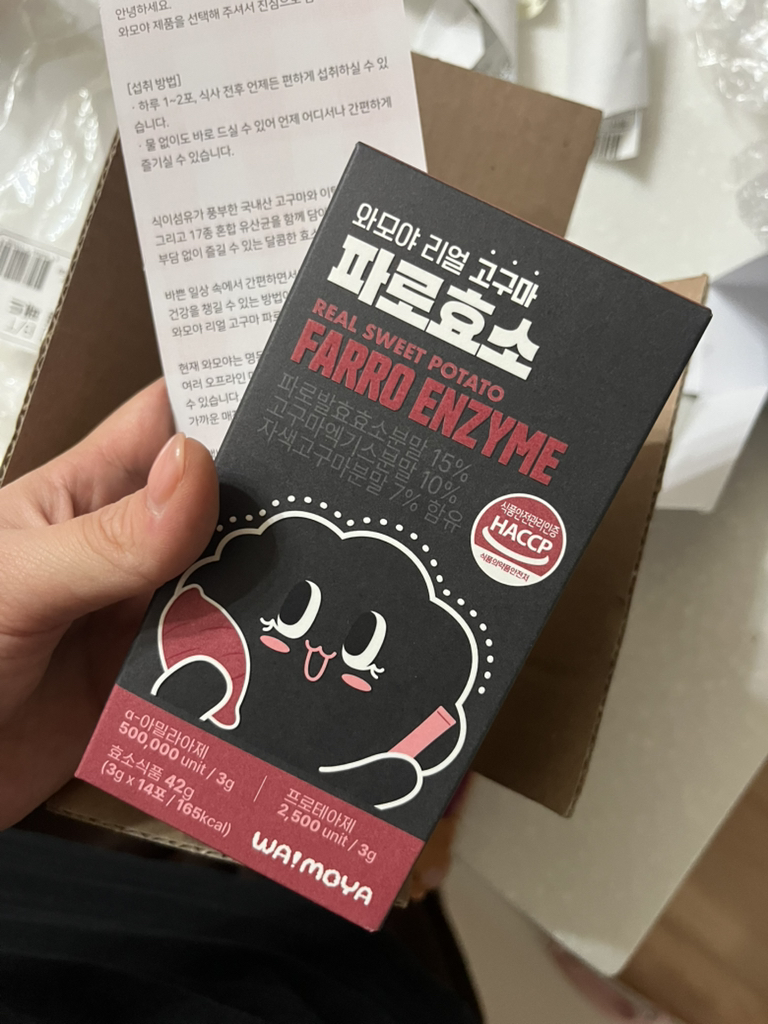 안녕하세요.
와모야 제품을 선택해 주셔서 진심으로
[섭취 방법]
· 하루 1~2포, 식사 전후 언제든 편하게 섭취하실 수 있
습니다.
· 물 없이도 바로 드실 수 있어 언제 어디서나 간편하게
즐기실 수 있습니다.
식이섬유가 풍부한 국내산 고구마와
그리고 17종 혼합 유산균을 함께 담아
부담 없이 즐길 수 있는 달콤한
바쁜 일상 속에서 간편하면서
건강을 챙길 수 있는
와모야 리얼 고구마
현재 와모야는
여러 오프라인
수 있습니다
가까운
와모야 리얼 고구마
파로효소
REAL SWEET POTATO
FARRO ENZYME
파로발효효소분말 15%
고구마엑기스분말 10%
자색고구마분말 7% 함유
식품안전관리인증
HACCP
식품의약품안전처
α-아밀라아제
500,000 unit / 3g
효소식품 42g
(3g x 14포 / 165kcal)
프로테아제
2,500 unit / 3g
WA!MOYA